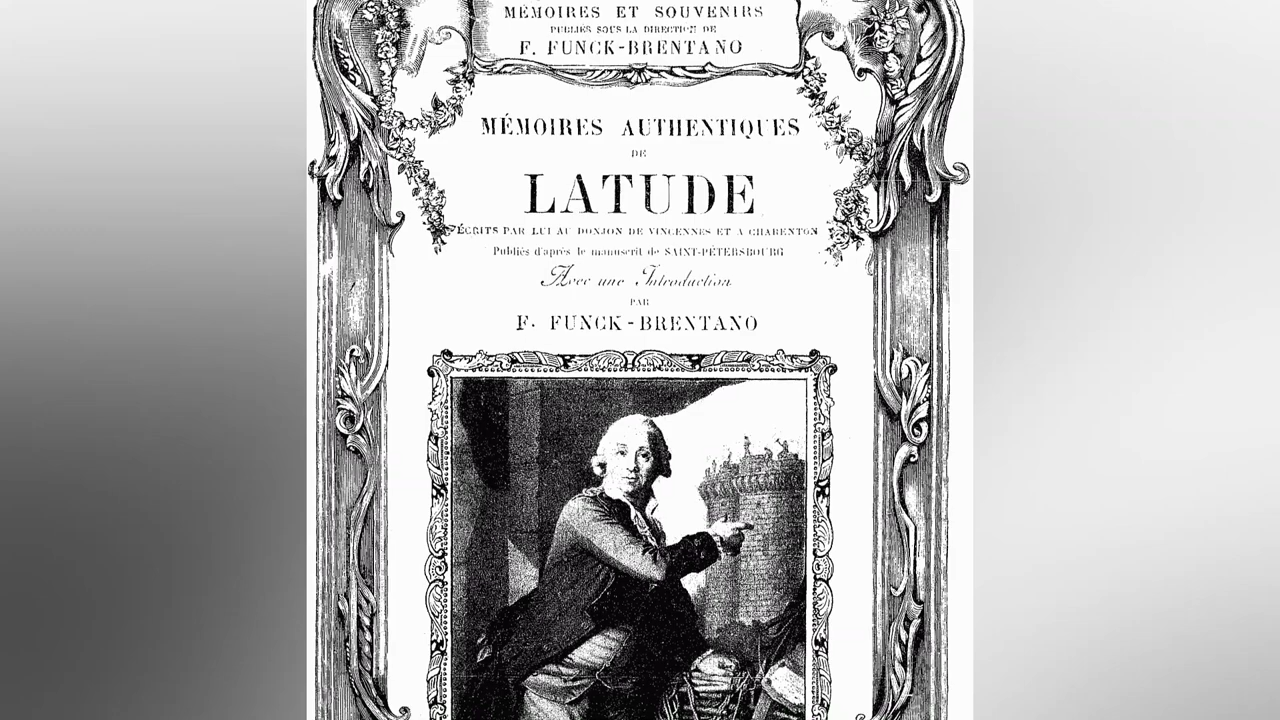 MÉMOIRES ET SOUVENIRS
PUBLIÉS SOUS LA DIRECTION DE
F. FUNCK-BRENTANO
MÉMOIRES AUTHENTIQUES
DE
LATUDE
ÉCRITS PAR LUI AU DONJON DE VINCENNES ET A CHARENTON
Publiés d'après le manuscrit de SAINT-PÉTERSBOURG
Avec une Introduction
PAR
F. FUNCK-BRENTANO